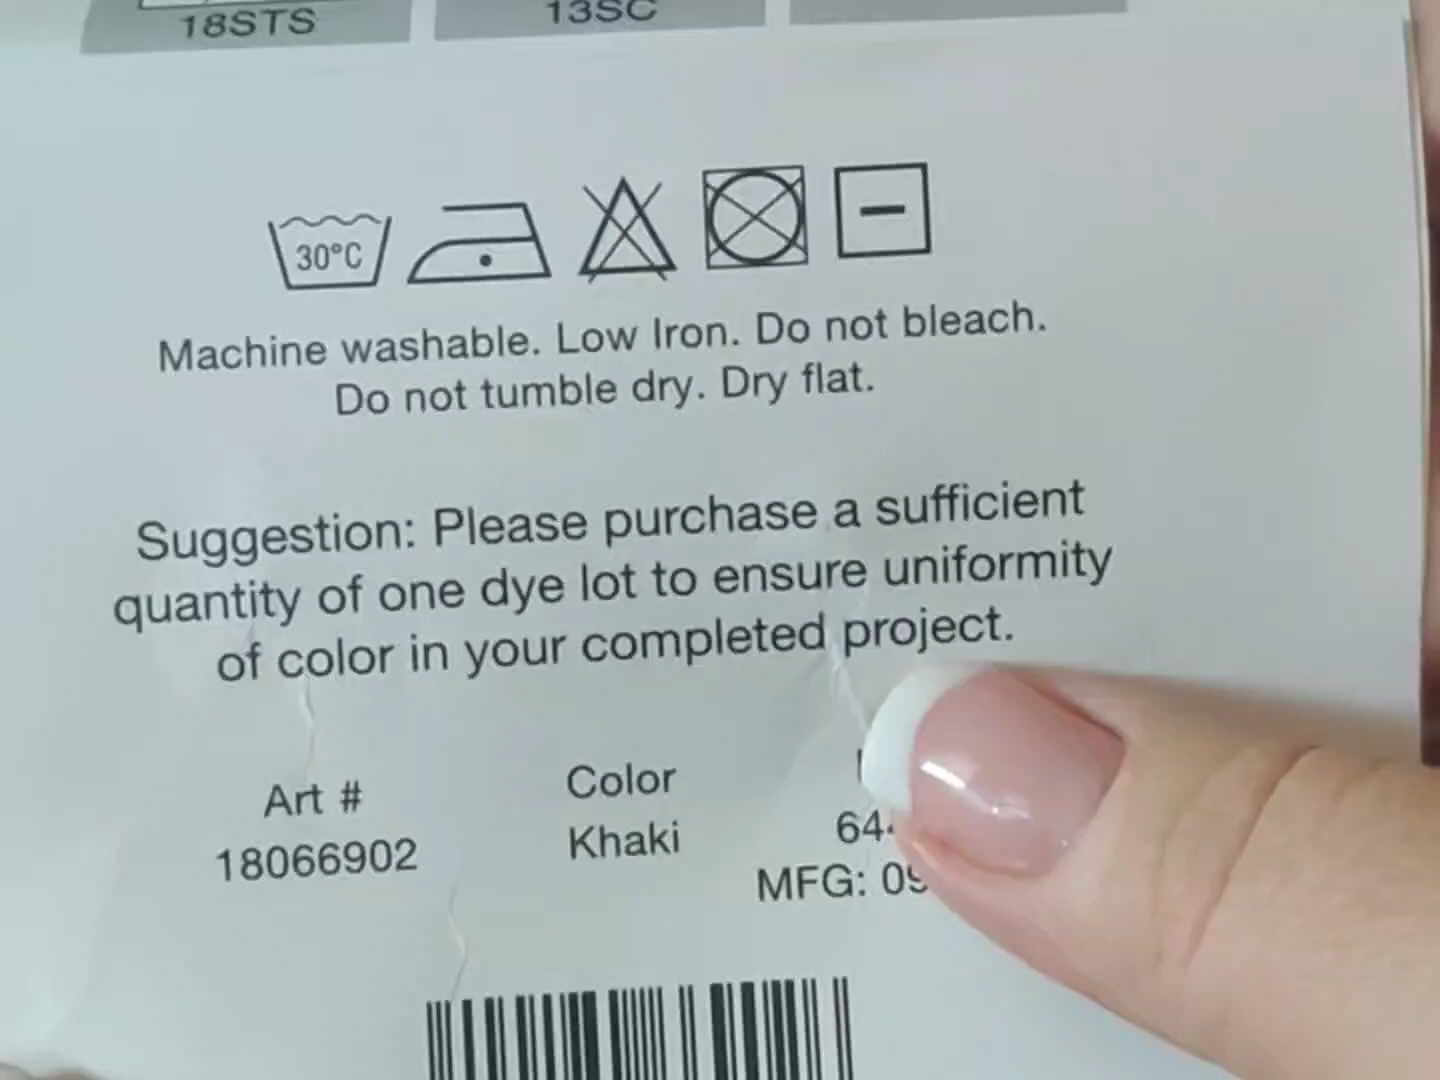 18STS 13SC
30°C
Machine washable. Low Iron. Do not bleach.
Do not tumble dry. Dry flat.
Suggestion: Please purchase a sufficient
quantity of one dye lot to ensure uniformity
of color in your completed project.
Art # Color
18066902 Khaki
MFG: